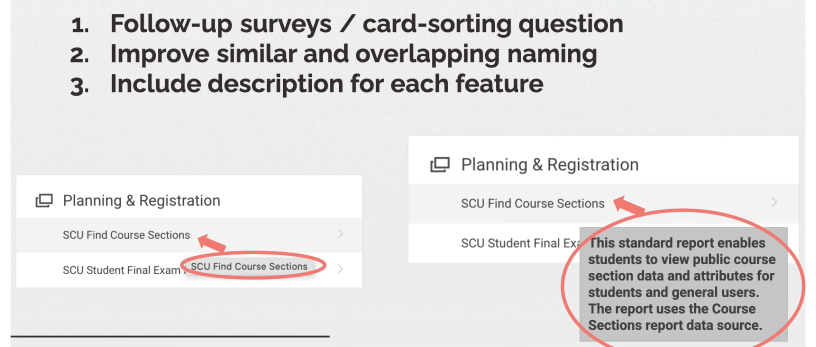 1. Follow-up surveys / card-sorting question
2. Improve similar and overlapping naming
3. Include description for each feature
Planning & Registration
SCU Find Course Sections
SCU Student Final Exam
SCU Find Course Sections
Planning & Registration
SCU Find Course Sections
SCU Student Final Exa
This standard report enables
students to view public course
section data and attributes for
students and general users.
The report uses the Course
Sections report data source.